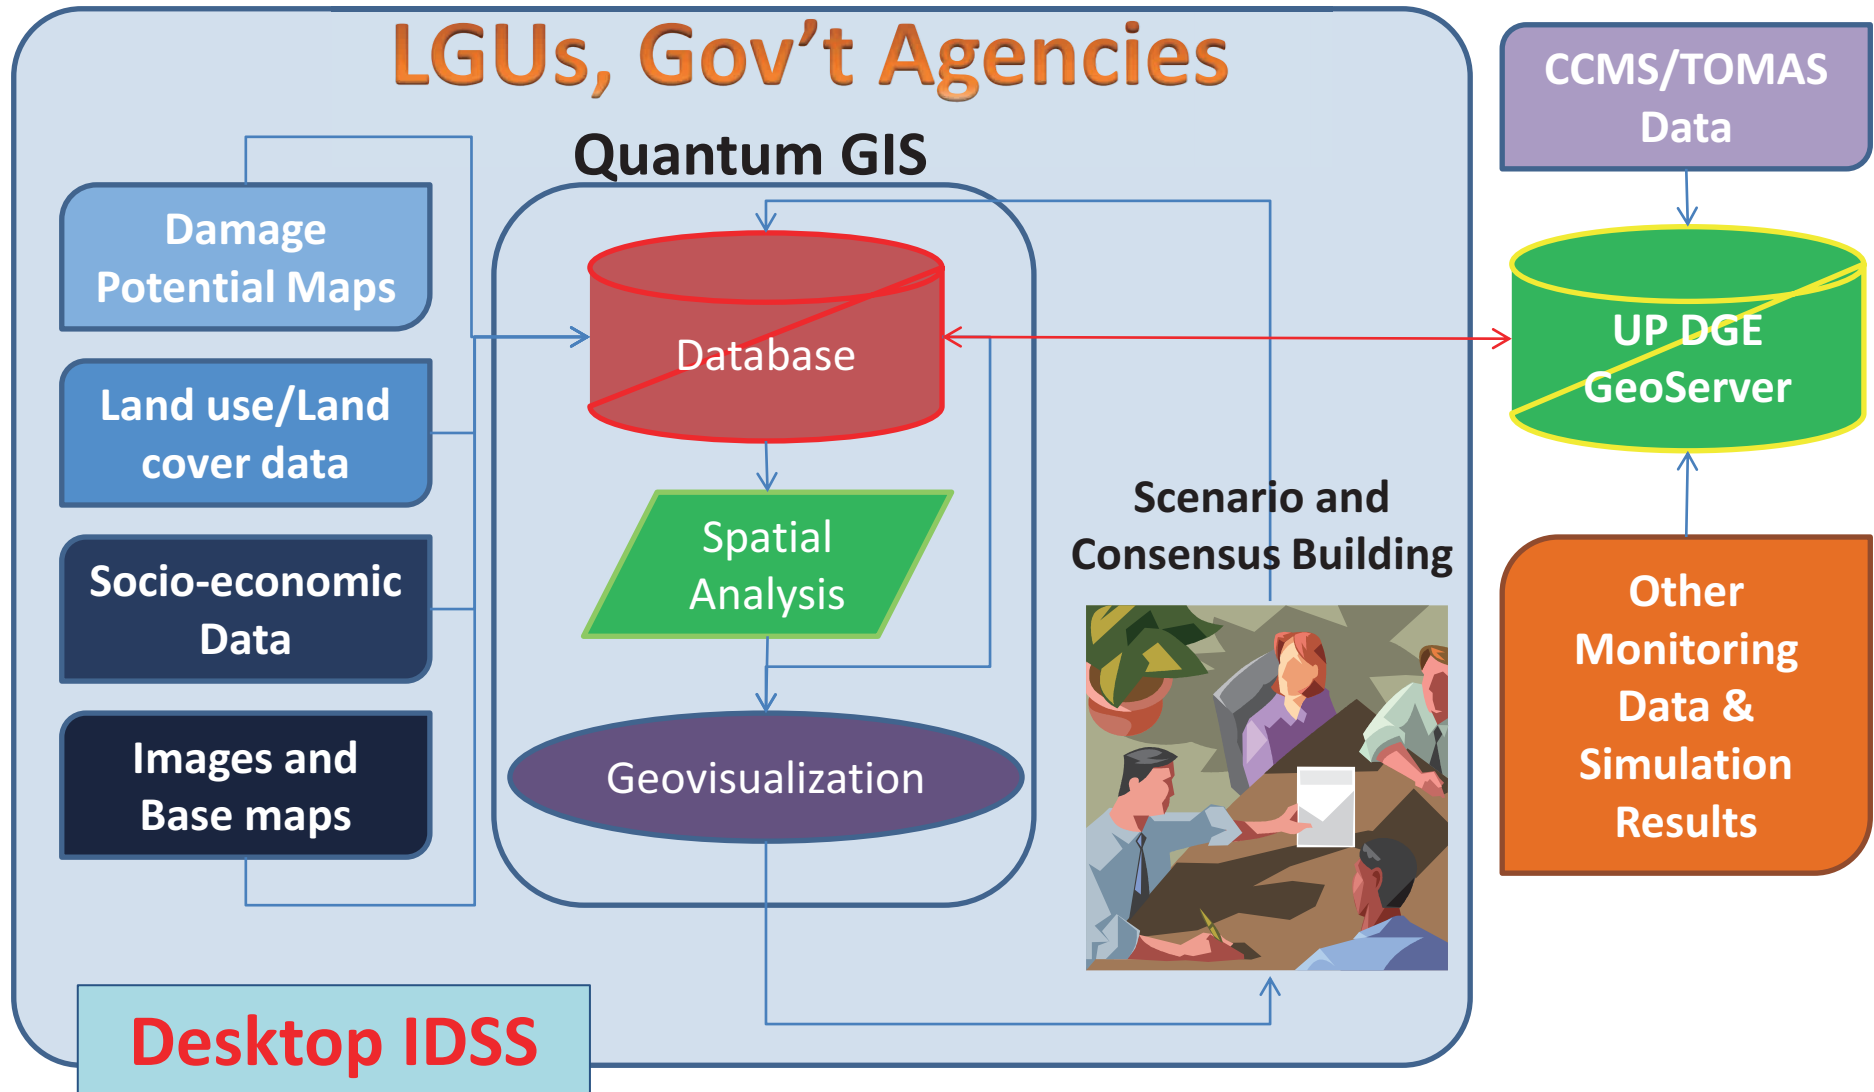 LGUs, Gov't Agencies
Quantum GIS
Damage
Potential Maps
Land use/Land
cover data
Socio-economic
Data
Images and
Base maps
Database
Spatial
Analysis
Geovisualization
Scenario and
Consensus Building
CCMS/TOMAS
Data
UP DGE
GeoServer
Other
Monitoring
Data &
Simulation
Results
Desktop IDSS